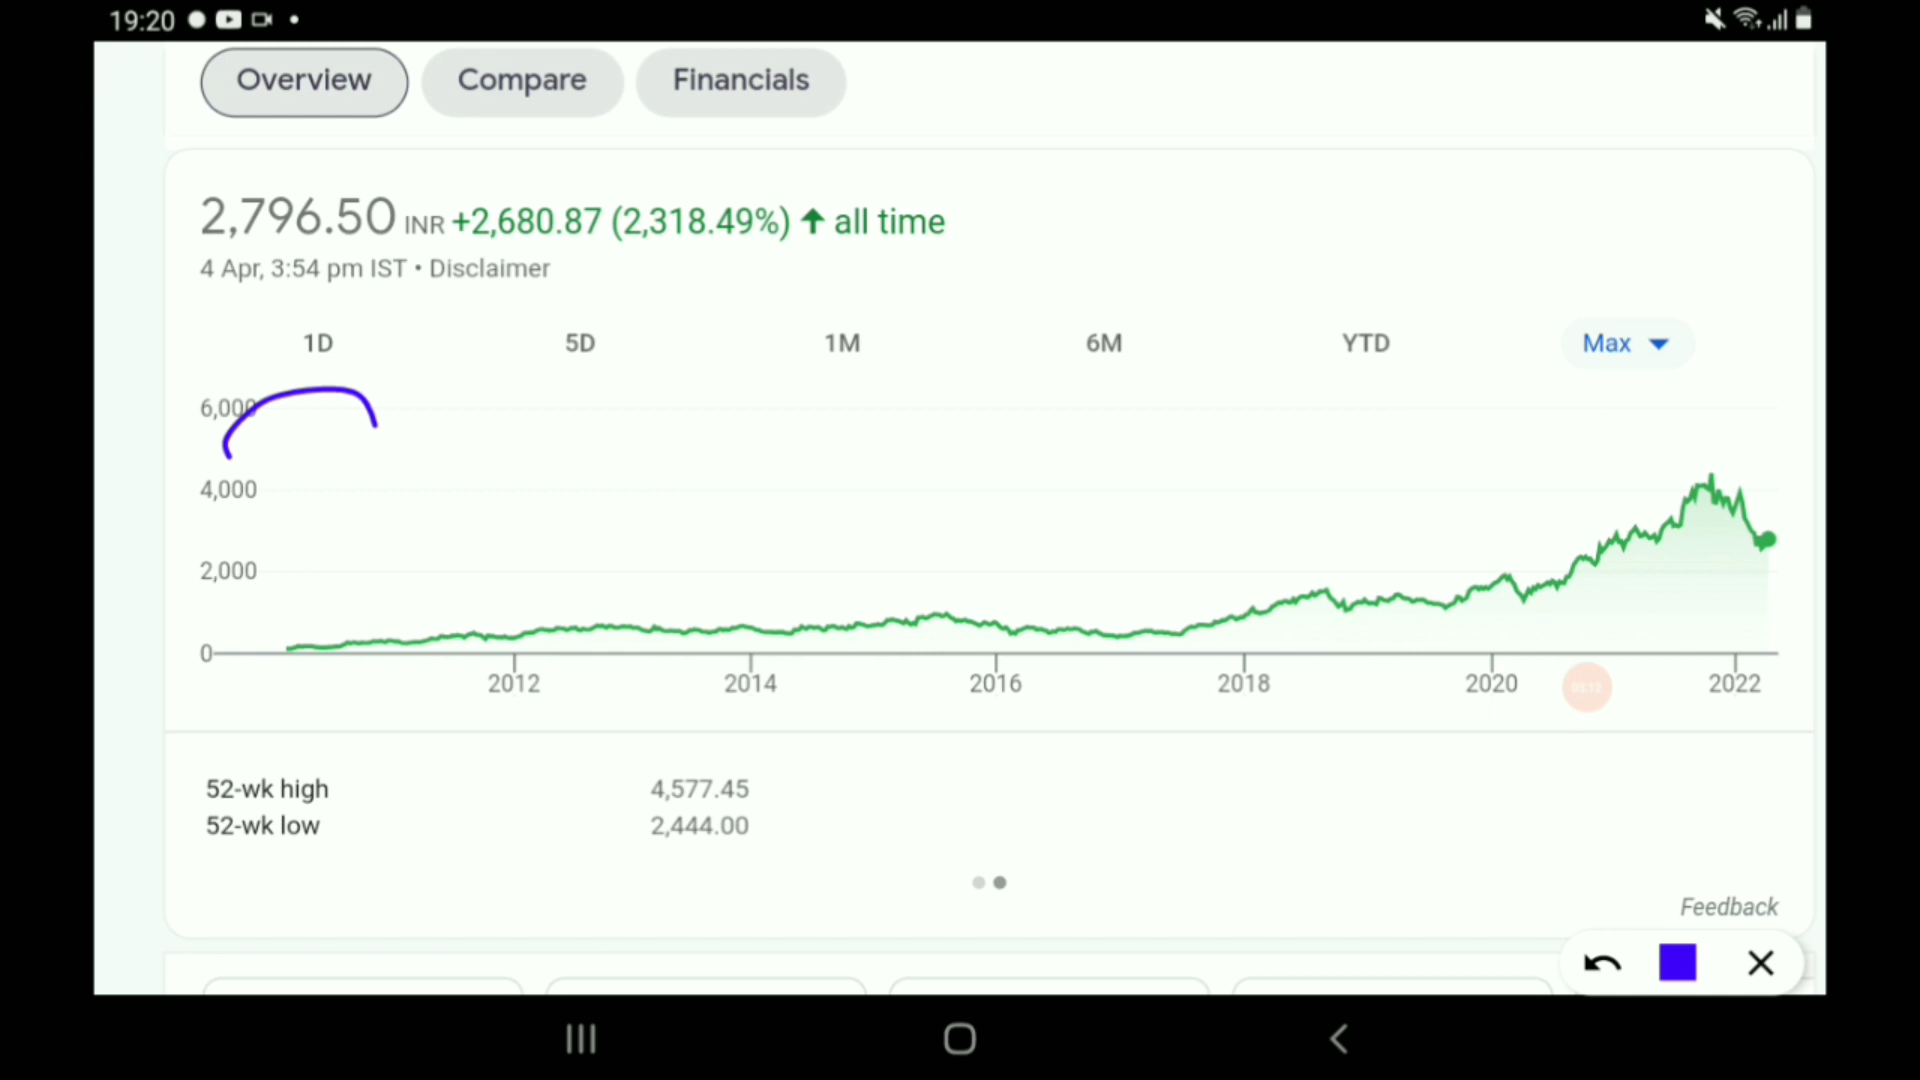 19:20
Overview Compare Financials
2,796.50 INR +2,680.87 (2,318.49%) ↑ all time
4 Apr, 3:54 pm IST • Disclaimer
1D 5D 1M 6M YTD Max
6,000
4,000
2,000
0
2012 2014 2016 2018 2020 2022
52-wk high 4,577.45
52-wk low 2,444.00
Feedback